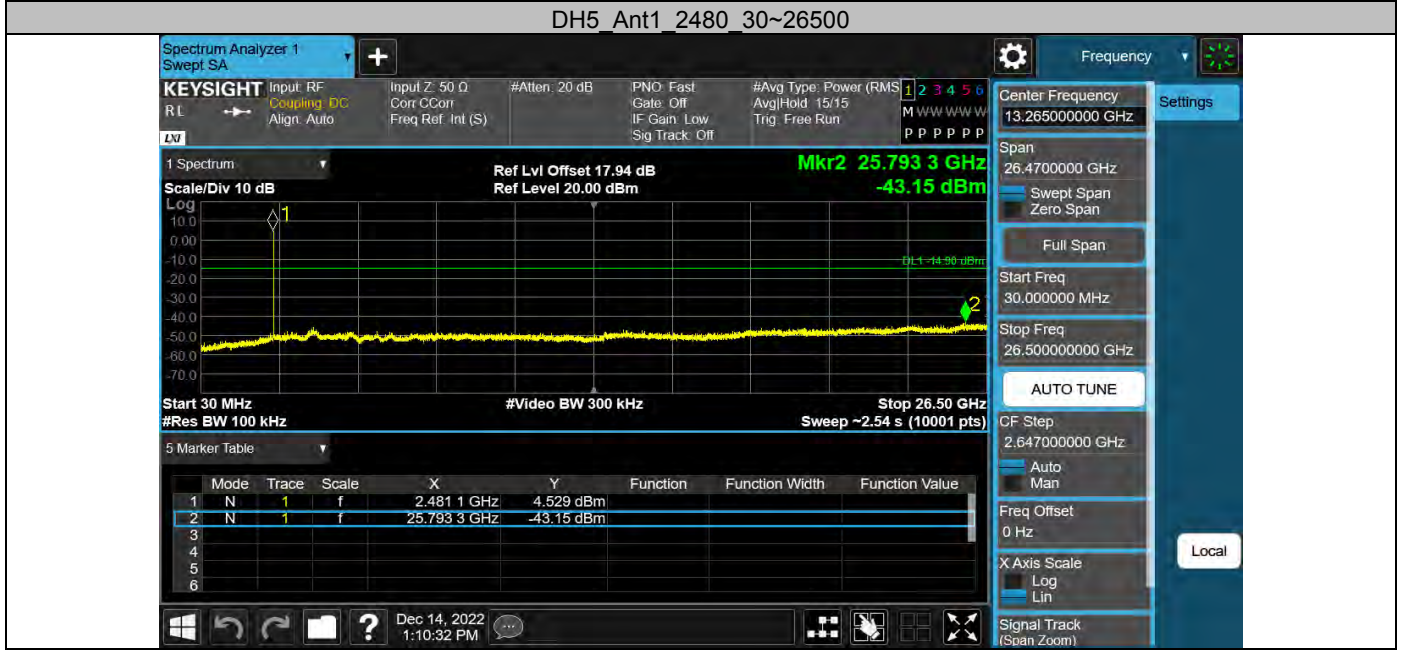 DH5_Ant1_2480_30~26500
Spectrum Analyzer 1
Swept SA
Frequency
Settings
KEYSIGHT Input: RF Input Z: 50 Ω #Atten: 20 dB PNO: Fast #Avg Type: Power (RMS 1 2 3 4 5 6
R L Coupling: DC Corr CCorr Gate: Off Avg|Hold: 15/15 M W W W W W
Align: Auto Freq Ref: Int (S) IF Gain: Low Trig: Free Run
LXI Sig Track: Off P P P P P P
1 Spectrum
Ref Lvl Offset 17.94 dB
Mkr2 25.793 3 GHz
Scale/Div 10 dB
Ref Level 20.00 dBm
-43.15 dBm
Log
1
10.0
0.00
-10.0
DL1 -14.90 dBm
-20.0
-30.0
2
-40.0
-50.0
-60.0
-70.0
Start 30 MHz #Video BW 300 kHz Stop 26.50 GHz
#Res BW 100 kHz Sweep ~2.54 s (10001 pts)
5 Marker Table
Mode Trace Scale X Y Function Function Width Function Value
1 N 1 f 2.481 1 GHz 4.529 dBm
2 N 1 f 25.793 3 GHz -43.15 dBm
3
4
5
6
Dec 14, 2022
1:10:32 PM
Center Frequency
13.265000000 GHz
Span
26.4700000 GHz
Swept Span
Zero Span
Full Span
Start Freq
30.000000 MHz
Stop Freq
26.500000000 GHz
AUTO TUNE
CF Step
2.647000000 GHz
Auto
Man
Freq Offset
0 Hz
X Axis Scale
Log
Lin
Signal Track
(Span Zoom)
Local